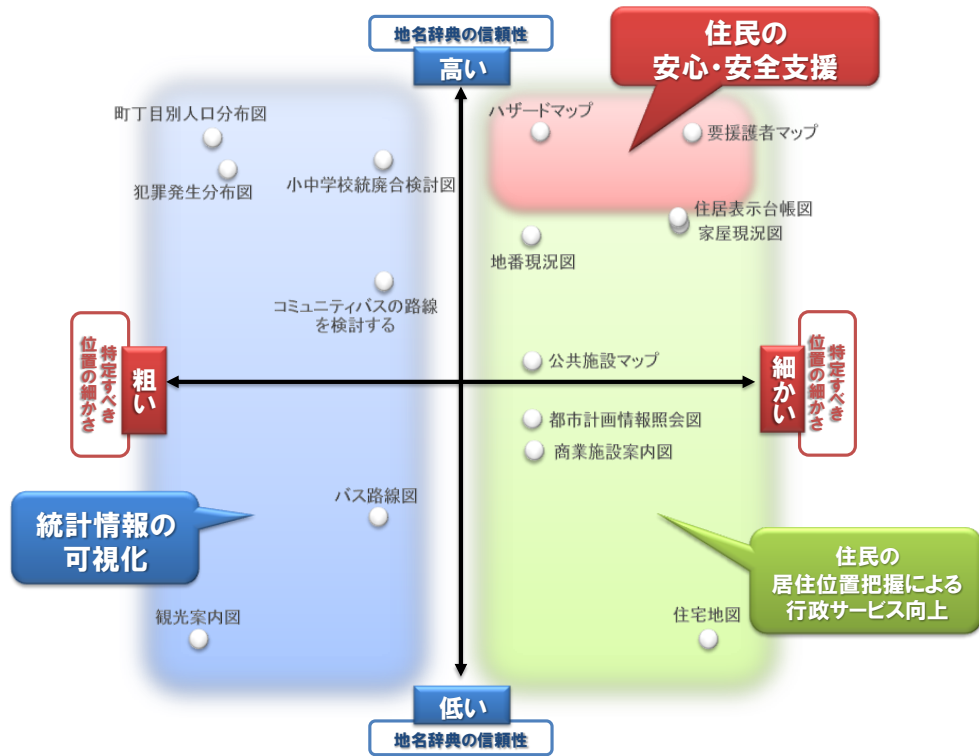 地名辞典の信頼性
高い
住民の
安心・安全支援
町丁目別人口分布図
犯罪発生分布図
小中学校統廃合検討図
ハザードマップ
要援護者マップ
住居表示台帳図
家屋現況図
地番現況図
コミュニティバスの路線
を検討する
特定すべき
位置の細かさ
粗い
公共施設マップ
細かい
特定すべき
位置の細かさ
都市計画情報照会図
商業施設案内図
バス路線図
統計情報の
可視化
住民の
居住位置把握による
行政サービス向上
観光案内図
住宅地図
低い
地名辞典の信頼性